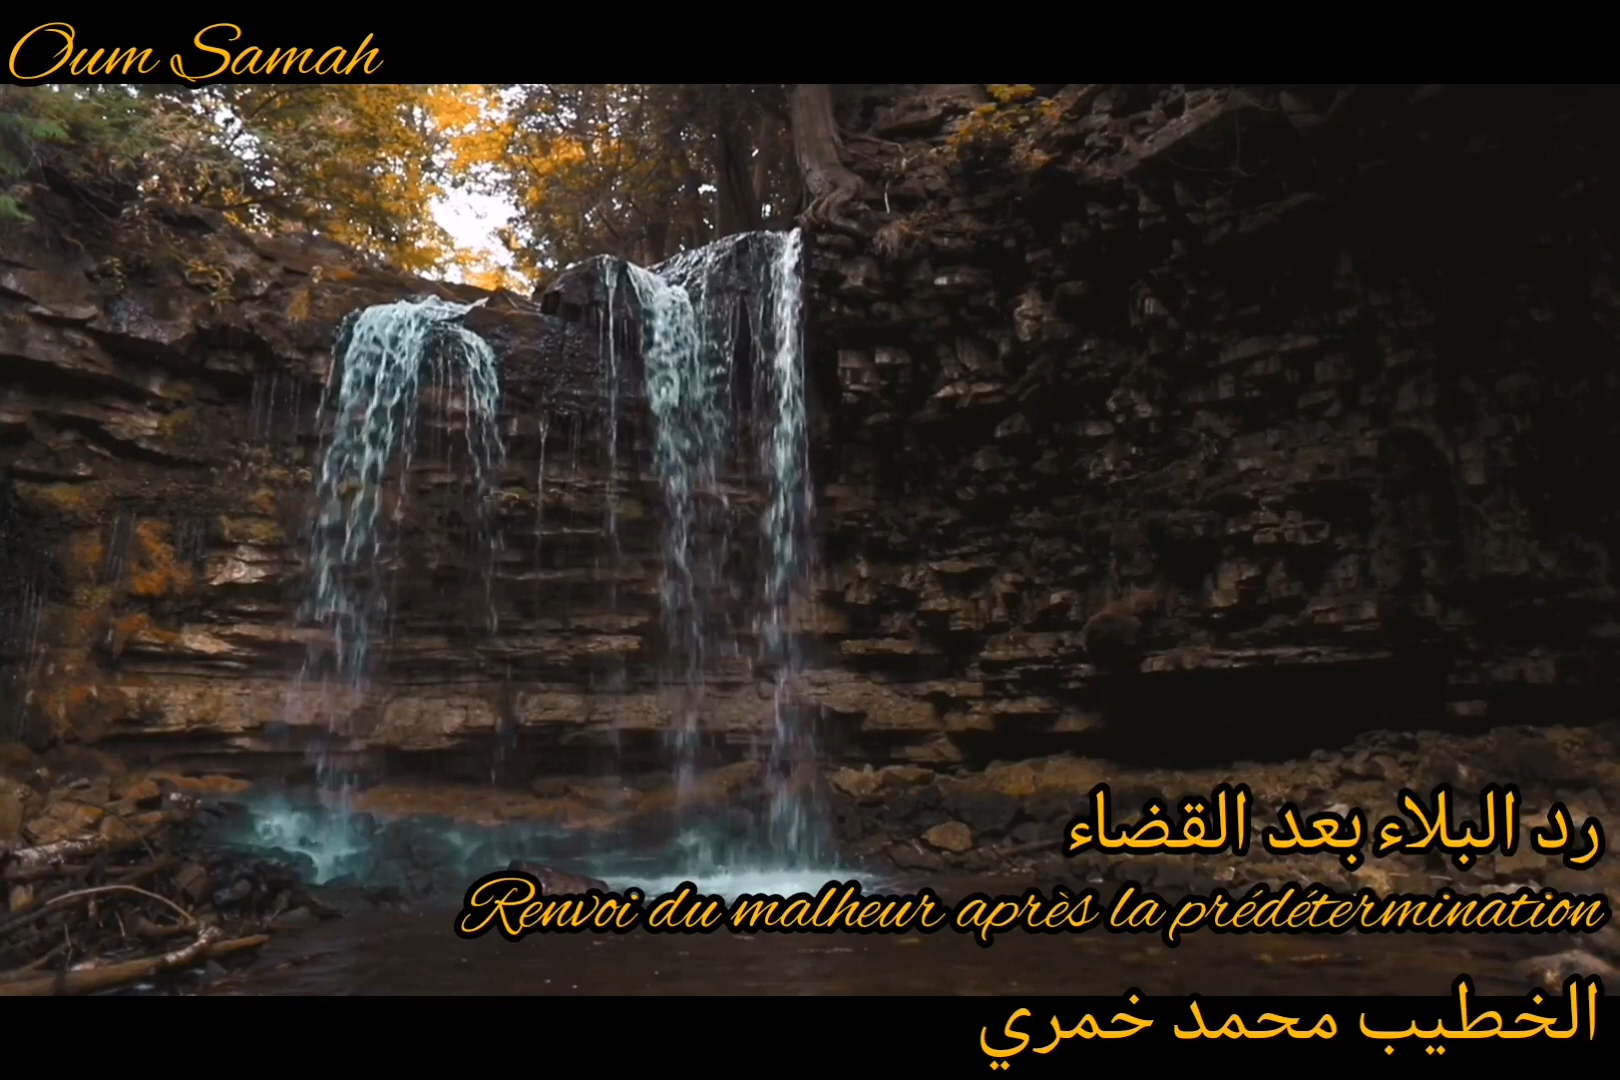 Oum Samah
رد البلاء بعد القضاء
Renvoi du malheur après la prédétermination
الخطيب محمد خمري